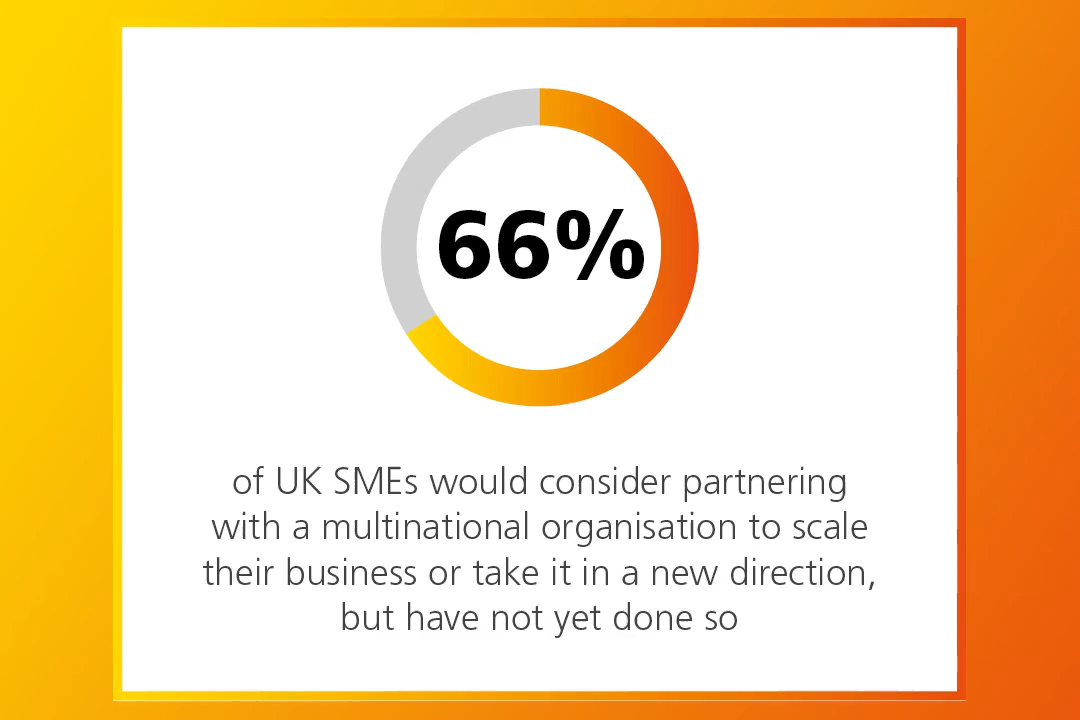 66%
of UK SMEs would consider partnering
with a multinational organisation to scale
their business or take it in a new direction,
but have not yet done so